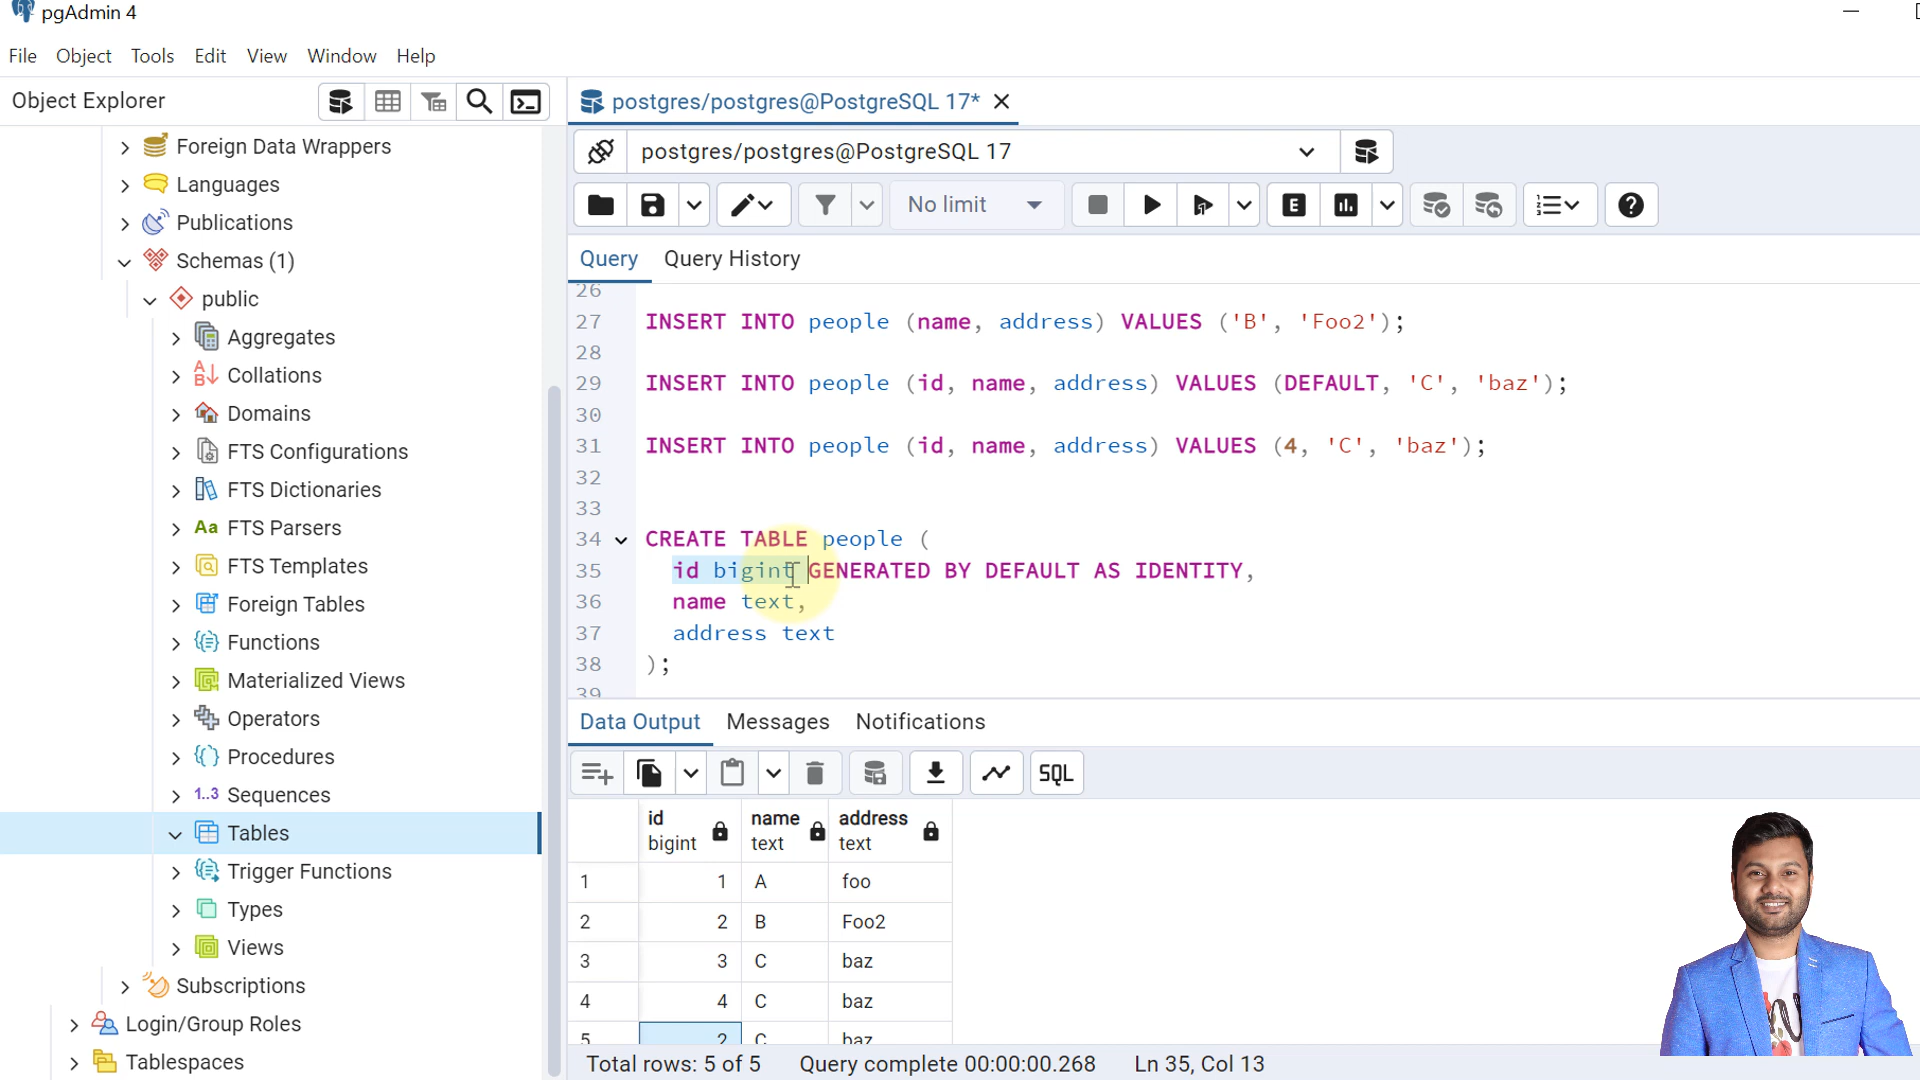 pgAdmin 4
File Object Tools Edit View Window Help
Object Explorer
postgres/postgres@PostgreSQL 17*
Foreign Data Wrappers
Languages
Publications
Schemas (1)
public
Aggregates
Collations
Domains
FTS Configurations
FTS Dictionaries
Aa FTS Parsers
FTS Templates
Foreign Tables
Functions
Materialized Views
Operators
Procedures
1..3 Sequences
Tables
Trigger Functions
Types
Views
Subscriptions
Login/Group Roles
Tablespaces
postgres/postgres@PostgreSQL 17
No limit
E
Query Query History
26
27 INSERT INTO people (name, address) VALUES ('B', 'Foo2');
28
29 INSERT INTO people (id, name, address) VALUES (DEFAULT, 'C', 'baz');
30
31 INSERT INTO people (id, name, address) VALUES (4, 'C', 'baz');
32
33
34 CREATE TABLE people (
35 id bigint GENERATED BY DEFAULT AS IDENTITY,
36 name text,
37 address text
38 );
39
Data Output Messages Notifications
SQL
id name address
bigint text text
1 1 A foo
2 2 B Foo2
3 3 C baz
4 4 C baz
5 2 C baz
Total rows: 5 of 5 Query complete 00:00:00.268 Ln 35, Col 13